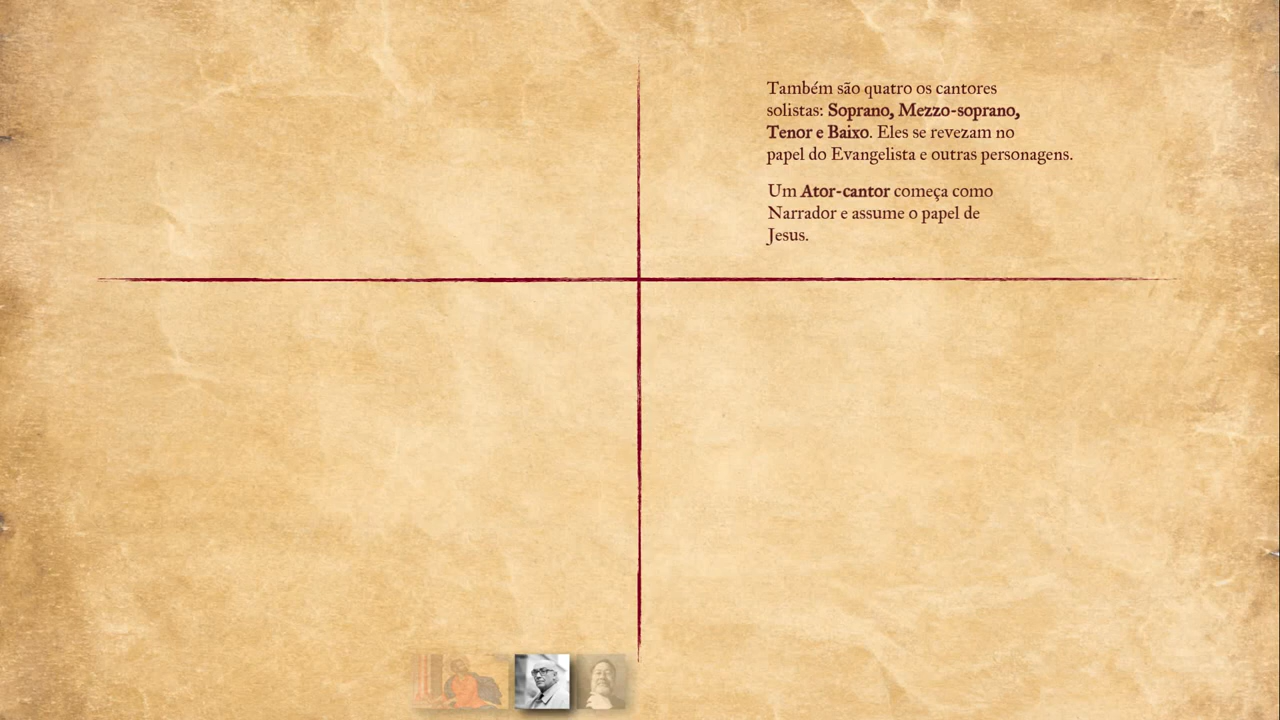 Também são quatro os cantores
solistas: Soprano, Mezzo-soprano,
Tenor e Baixo. Eles se revezam no
papel do Evangelista e outras personagens.
Um Ator-cantor começa como
Narrador e assume o papel de
Jesus.